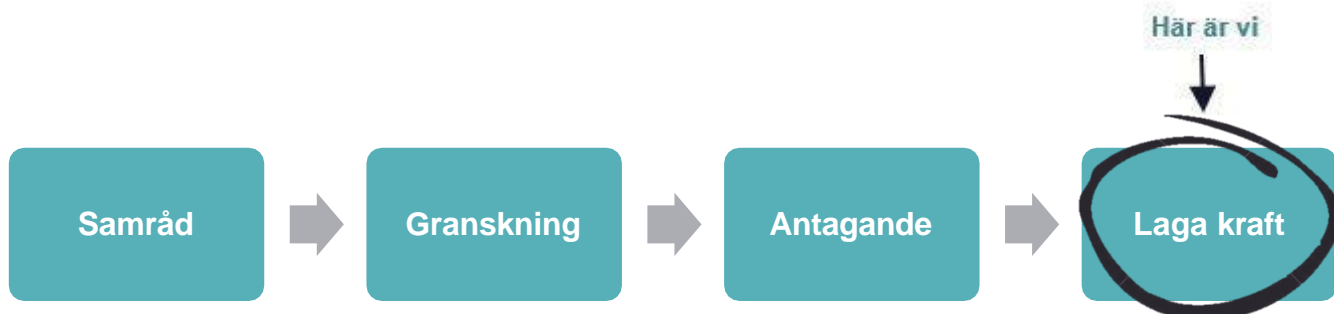 Här är vi
Samråd
Granskning
Antagande
Laga kraft